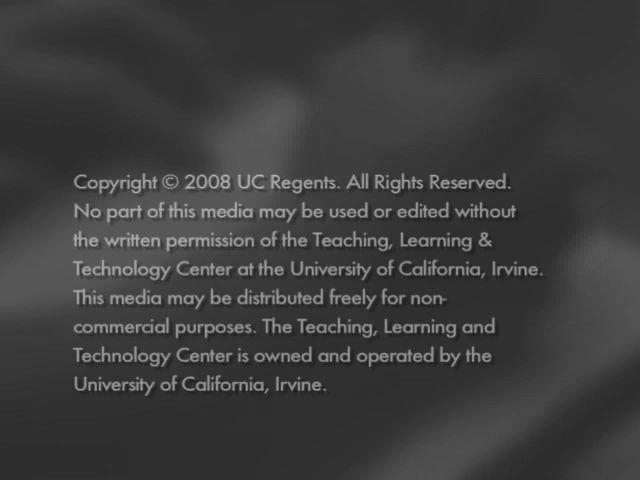 Copyright © 2008 UC Regents. All Rights Reserved.
No part of this media may be used or edited without
the written permission of the Teaching, Learning &
Technology Center at the University of California, Irvine.
This media may be distributed freely for non-
commercial purposes. The Teaching, Learning and
Technology Center is owned and operated by the
University of California, Irvine.